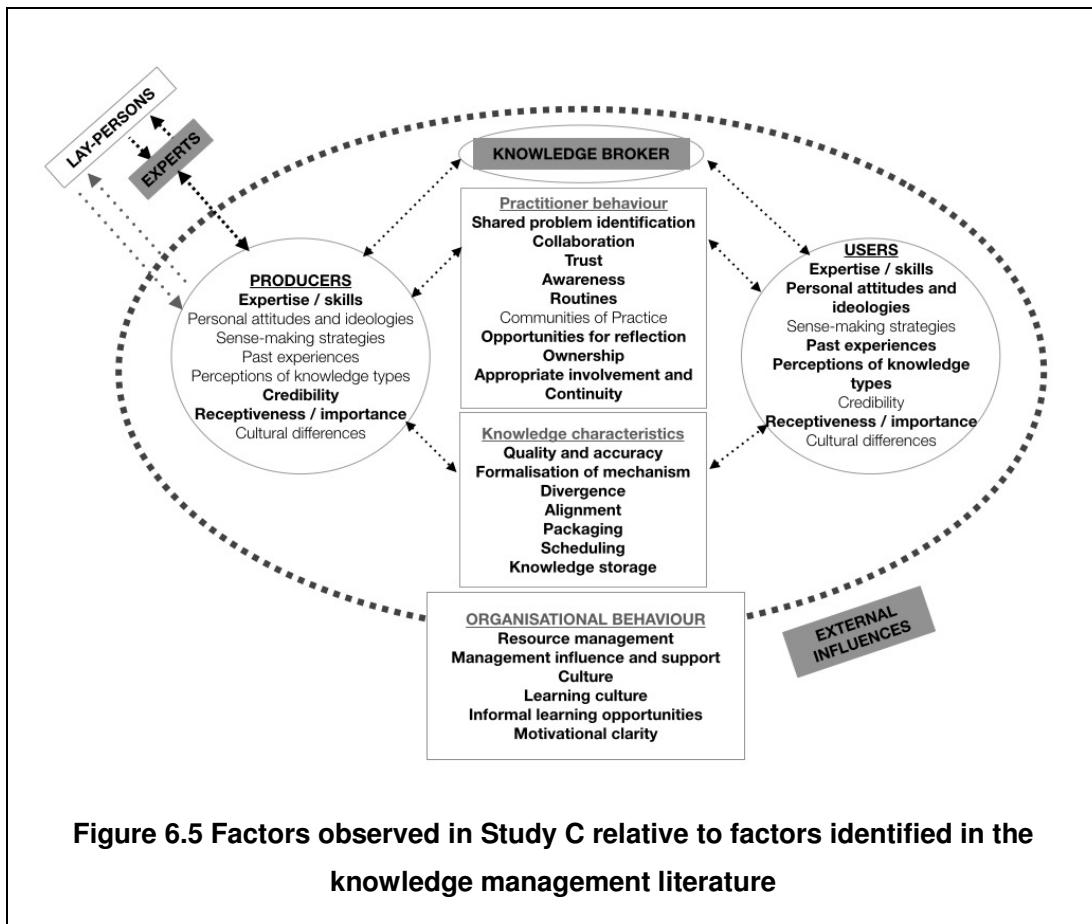 LAY-PERSONS
EXPERTS
KNOWLEDGE BROKER
Practitioner behaviour
Shared problem identification
Collaboration
Trust
Awareness
Routines
Communities of Practice
Opportunities for reflection
Ownership
Appropriate involvement and
Continuity
PRODUCERS
Expertise / skills
Personal attitudes and ideologies
Sense-making strategies
Past experiences
Perceptions of knowledge types
Credibility
Receptiveness / importance
Cultural differences
USERS
Expertise / skills
Personal attitudes and
ideologies
Sense-making strategies
Past experiences
Perceptions of knowledge
types
Credibility
Receptiveness / importance
Cultural differences
Knowledge characteristics
Quality and accuracy
Formalisation of mechanism
Divergence
Alignment
Packaging
Scheduling
Knowledge storage
ORGANISATIONAL BEHAVIOUR
Resource management
Management influence and support
Culture
Learning culture
Informal learning opportunities
Motivational clarity
EXTERNAL
INFLUENCES
Figure 6.5 Factors observed in Study C relative to factors identified in the
knowledge management literature